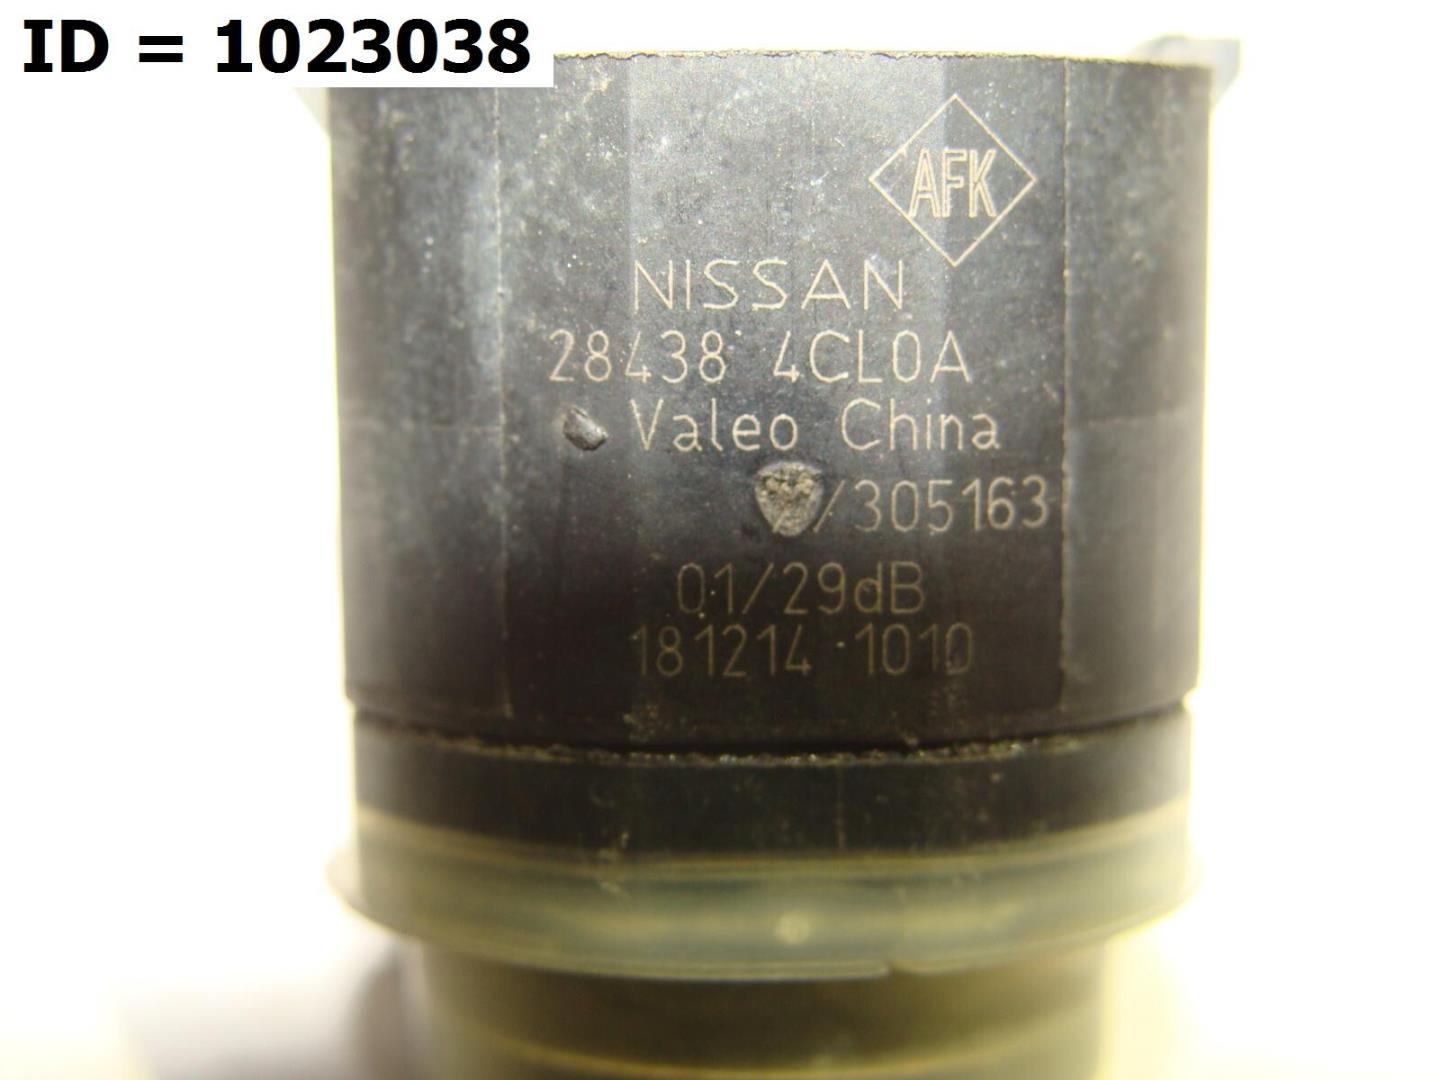 ID = 1023038
AFK
NISSAN
28438 4CL0A
Valeo China
/305163
01/29dB
181214 1010